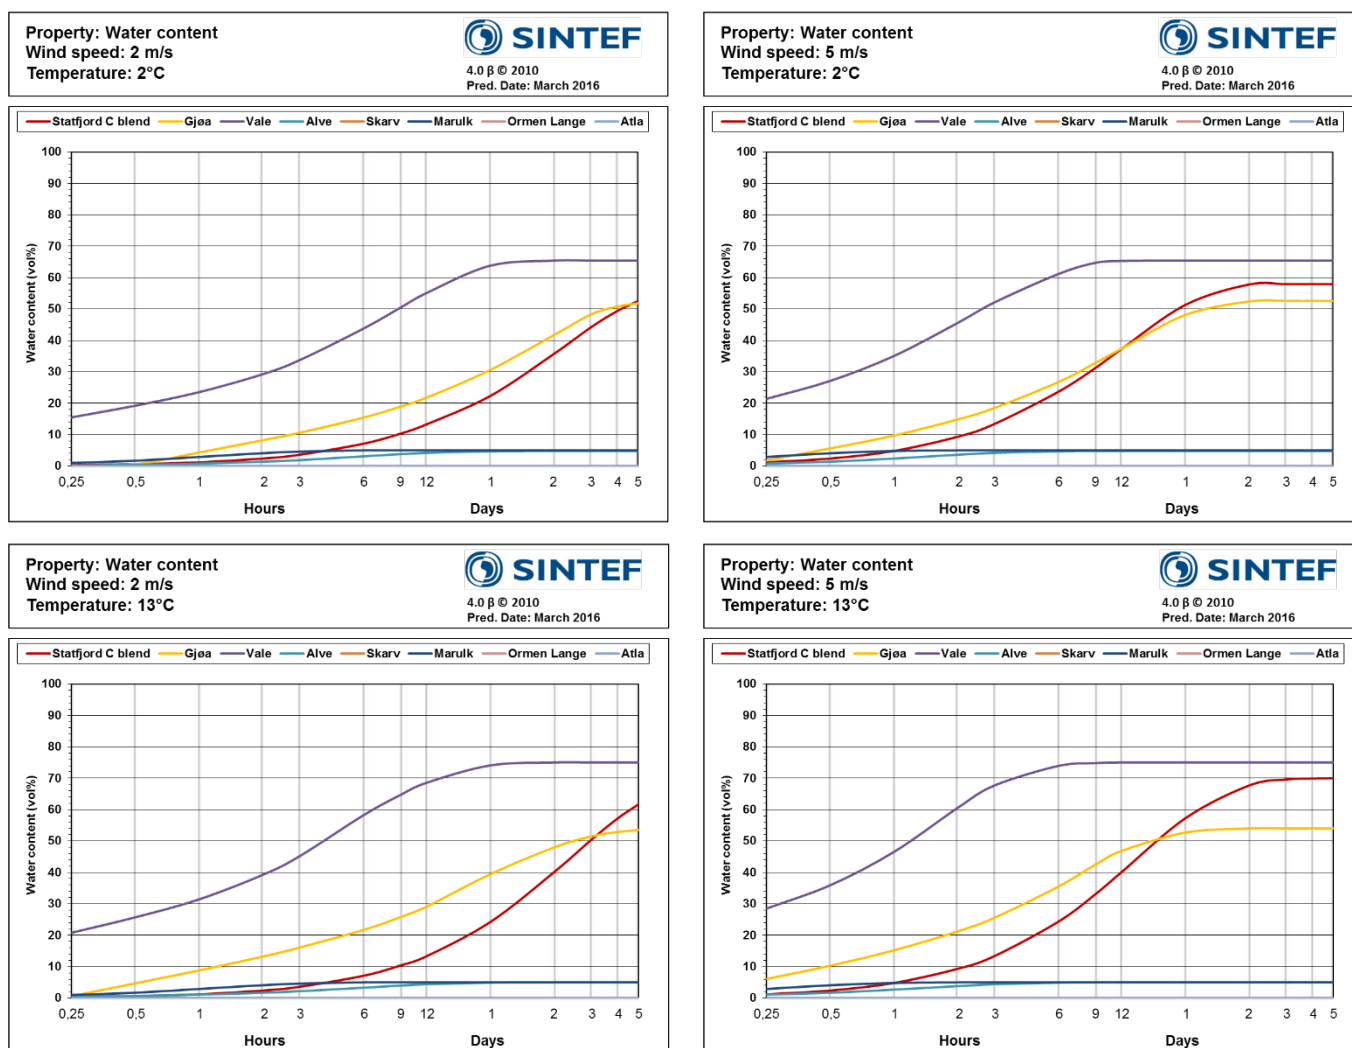 Property: Water content
Wind speed: 2 m/s
Temperature: 2°C
SINTEF
4.0 β © 2010
Pred. Date: March 2016
Statfjord C blend Gjøa Vale Alve Skarv Marulk Ormen Lange Atla
100
90
80
70
60
50
40
30
20
10
0
Water content (vol%)
0,25 0,5 1 2 3 6 9 12 1 2 3 4 5
Hours Days
Property: Water content
Wind speed: 5 m/s
Temperature: 2°C
SINTEF
4.0 β © 2010
Pred. Date: March 2016
Statfjord C blend Gjøa Vale Alve Skarv Marulk Ormen Lange Atla
100
90
80
70
60
50
40
30
20
10
0
Water content (vol%)
0,25 0,5 1 2 3 6 9 12 1 2 3 4 5
Hours Days
Property: Water content
Wind speed: 2 m/s
Temperature: 13°C
SINTEF
4.0 β © 2010
Pred. Date: March 2016
Statfjord C blend Gjøa Vale Alve Skarv Marulk Ormen Lange Atla
100
90
80
70
60
50
40
30
20
10
0
Water content (vol%)
0,25 0,5 1 2 3 6 9 12 1 2 3 4 5
Hours Days
Property: Water content
Wind speed: 5 m/s
Temperature: 13°C
SINTEF
4.0 β © 2010
Pred. Date: March 2016
Statfjord C blend Gjøa Vale Alve Skarv Marulk Ormen Lange Atla
100
90
80
70
60
50
40
30
20
10
0
Water content (vol%)
0,25 0,5 1 2 3 6 9 12 1 2 3 4 5
Hours Days